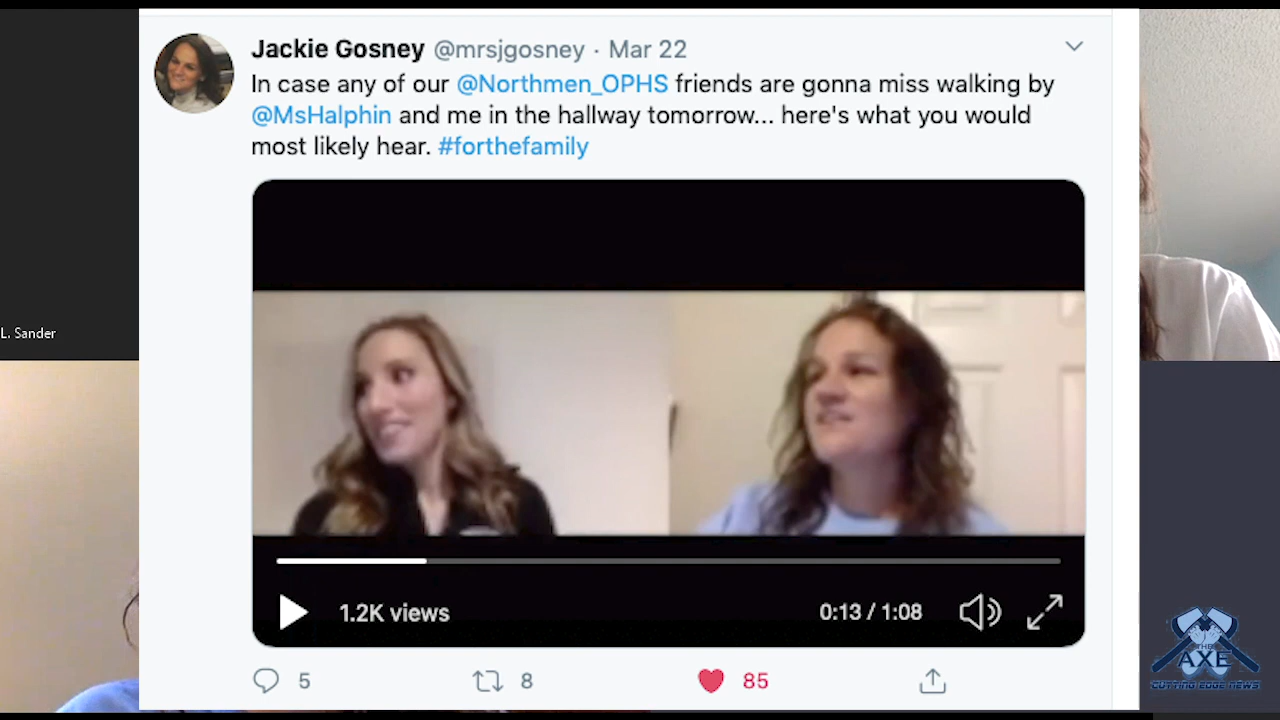 Jackie Gosney @mrsjgosney · Mar 22
In case any of our @Northmen_OPHS friends are gonna miss walking by
@MsHalphin and me in the hallway tomorrow... here's what you would
most likely hear. #forthefamily
L. Sander
1.2K views
0:13 / 1:08
5
8
85
THE
AXE
CUTTING EDGE NEWS